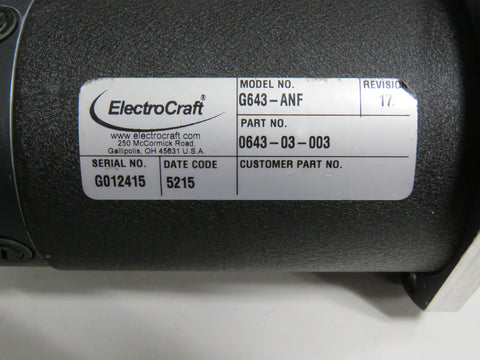 ElectroCraft®
www.electrocraft.com
250 McCormick Road,
Gallipolis, OH 45631 U.S.A.
MODEL NO.
G643-ANF
REVISION
17
PART NO.
0643-03-003
SERIAL NO.
G012415
DATE CODE
5215
CUSTOMER PART NO.